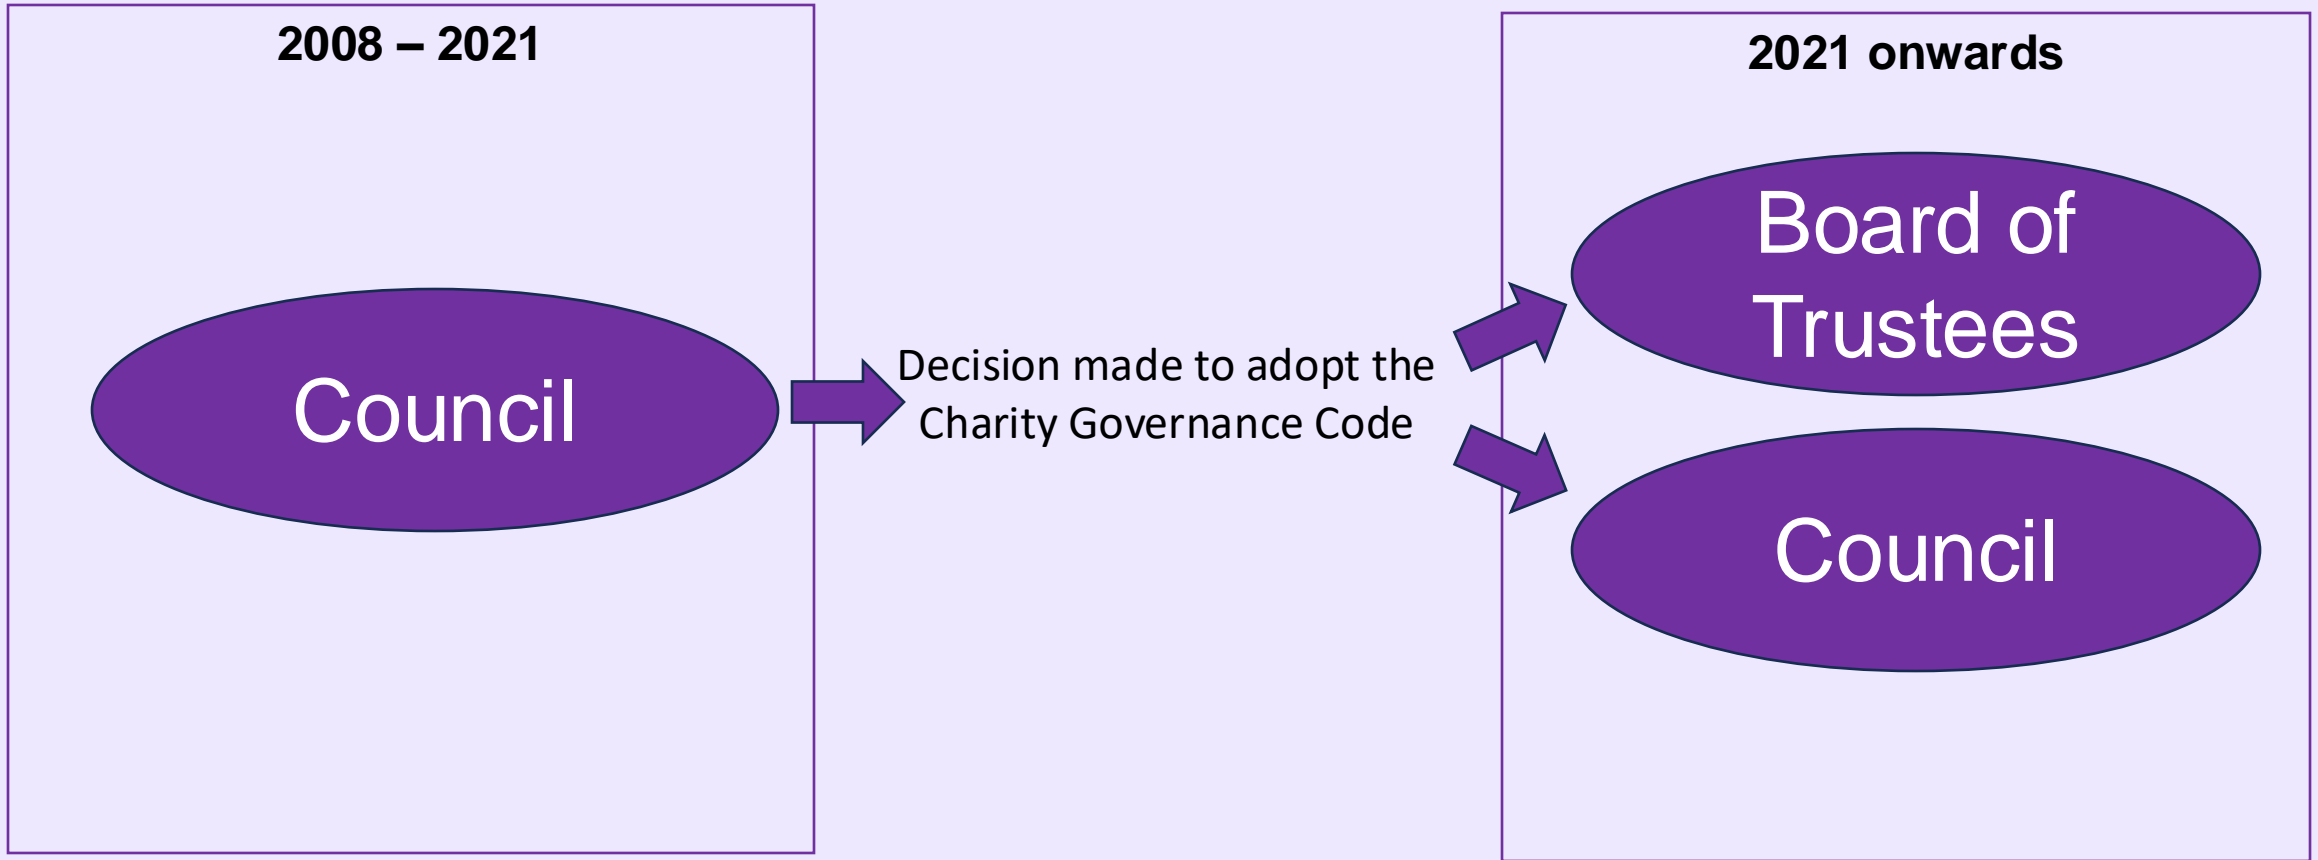 2008 – 2021
Council
Decision made to adopt the
Charity Governance Code
2021 onwards
Board of
Trustees
Council